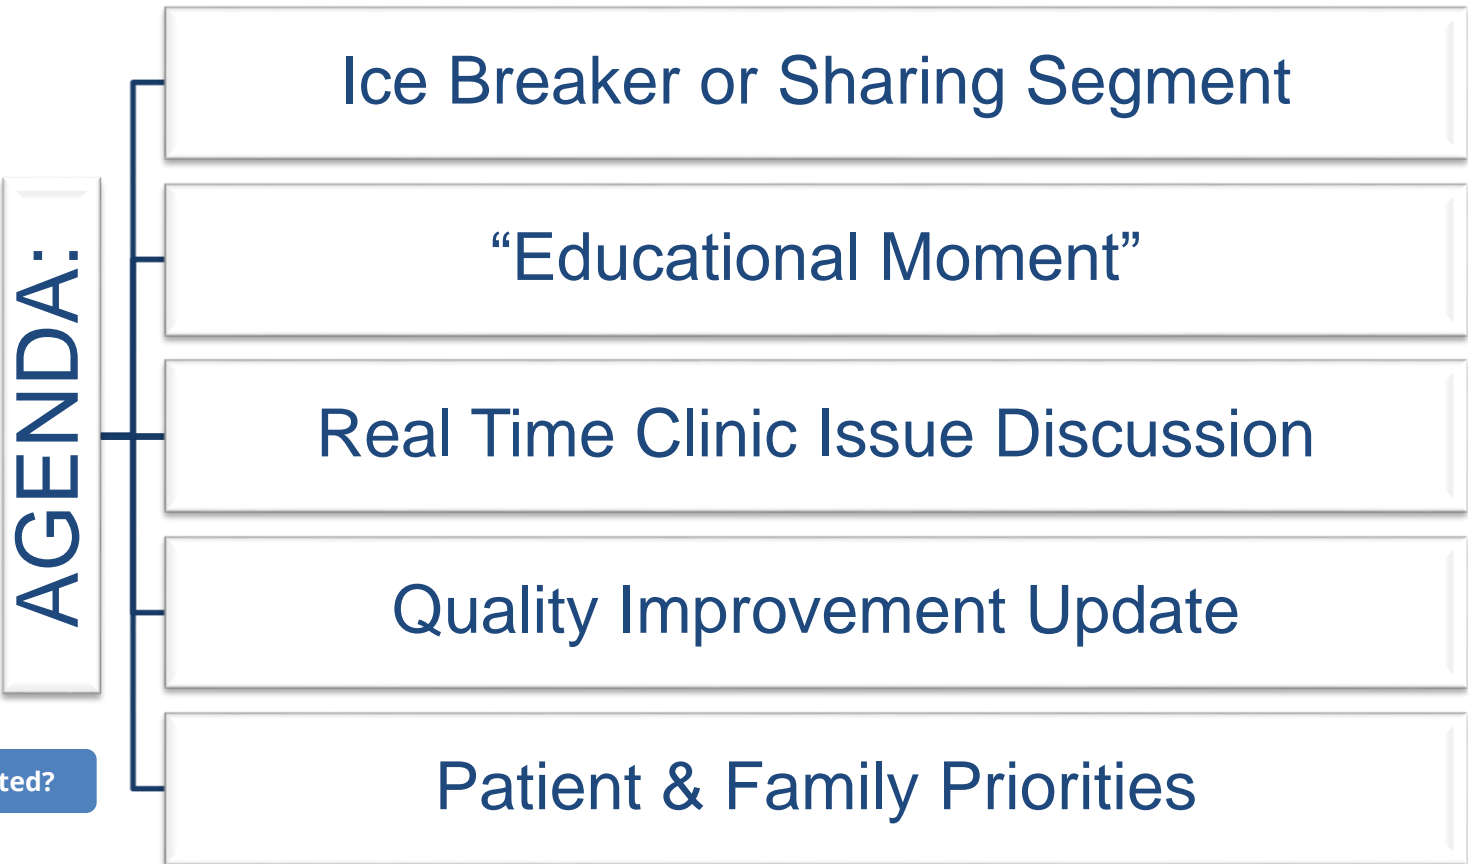 AGENDA:
Ice Breaker or Sharing Segment
“Educational Moment”
Real Time Clinic Issue Discussion
Quality Improvement Update
Patient & Family Priorities
ted?